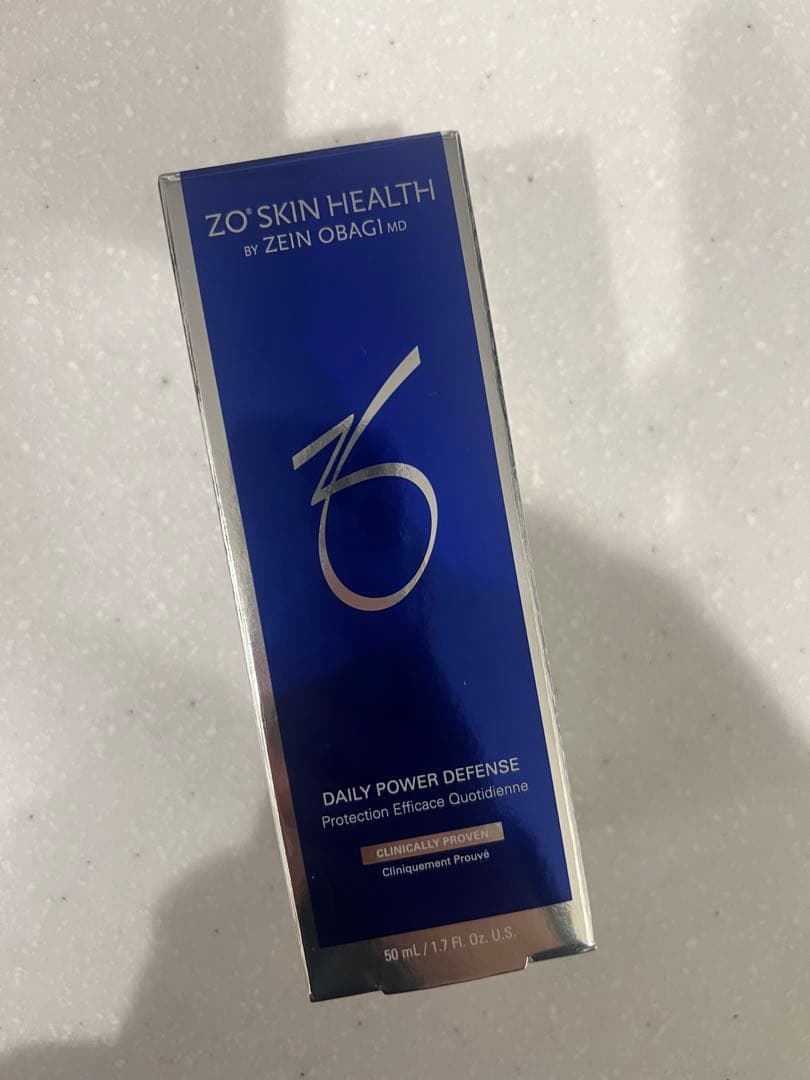 ZO® SKIN HEALTH
BY ZEIN OBAGI MD
ZO
DAILY POWER DEFENSE
Protection Efficace Quotidienne
CLINICALLY PROVEN
Cliniquement Prouvé
50 mL / 1.7 Fl. Oz. U.S.